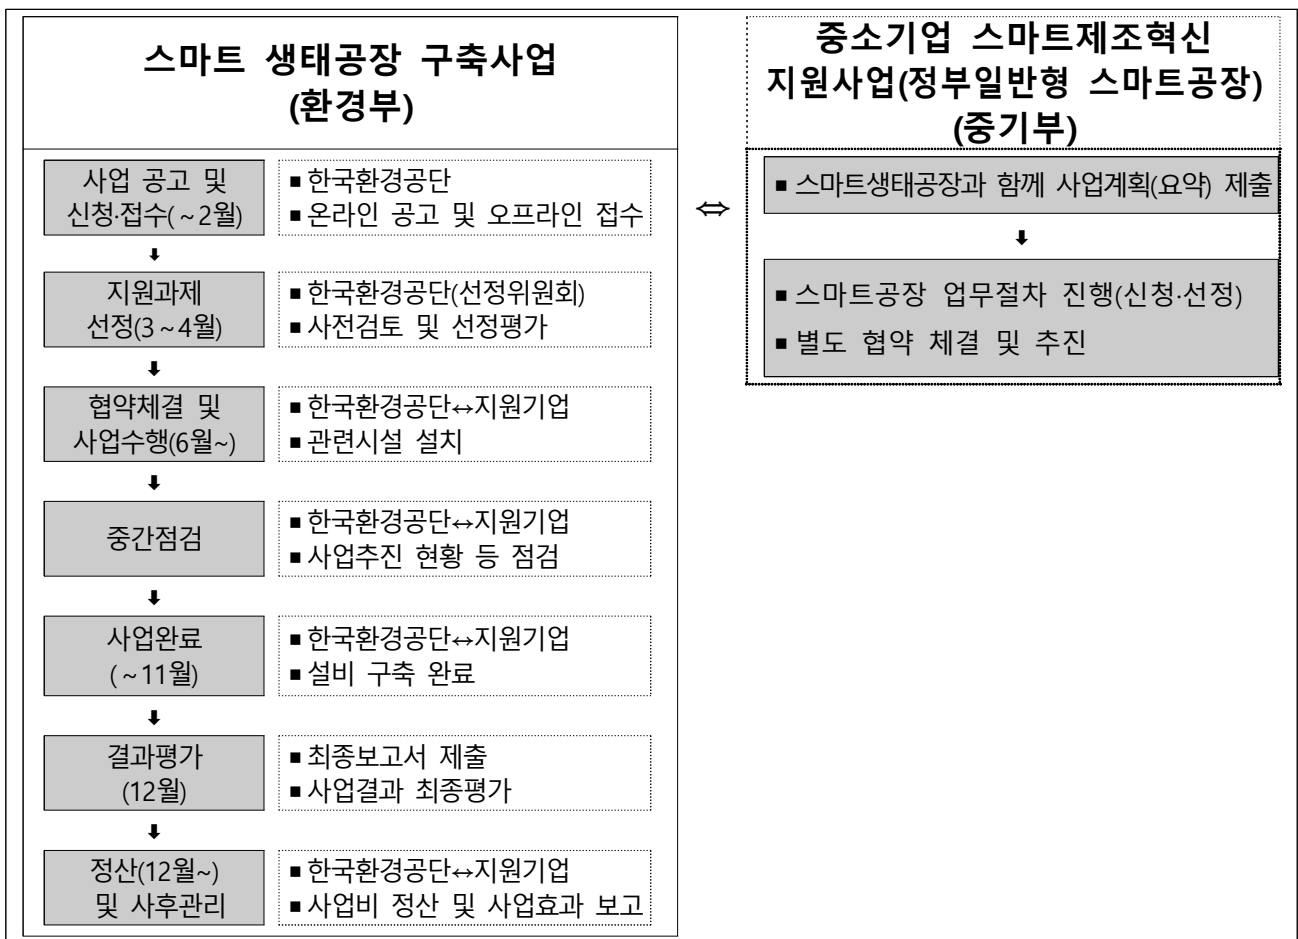 스마트 생태공장 구축사업
(환경부)
사업 공고 및
신청·접수(~2월)
■ 한국환경공단
■ 온라인 공고 및 오프라인 접수
⬇
지원과제
선정(3~4월)
■ 한국환경공단(선정위원회)
■ 사전검토 및 선정평가
⬇
협약체결 및
사업수행(6월~)
■ 한국환경공단↔지원기업
■ 관련시설 설치
⬇
중간점검
■ 한국환경공단↔지원기업
■ 사업추진 현황 등 점검
⬇
사업완료
(~11월)
■ 한국환경공단↔지원기업
■ 설비 구축 완료
⬇
결과평가
(12월)
■ 최종보고서 제출
■ 사업결과 최종평가
⬇
정산(12월~)
및 사후관리
■ 한국환경공단↔지원기업
■ 사업비 정산 및 사업효과 보고
⇔
중소기업 스마트제조혁신
지원사업(정부일반형 스마트공장)
(중기부)
■ 스마트생태공장과 함께 사업계획(요약) 제출
⬇
■ 스마트공장 업무절차 진행(신청·선정)
■ 별도 협약 체결 및 추진